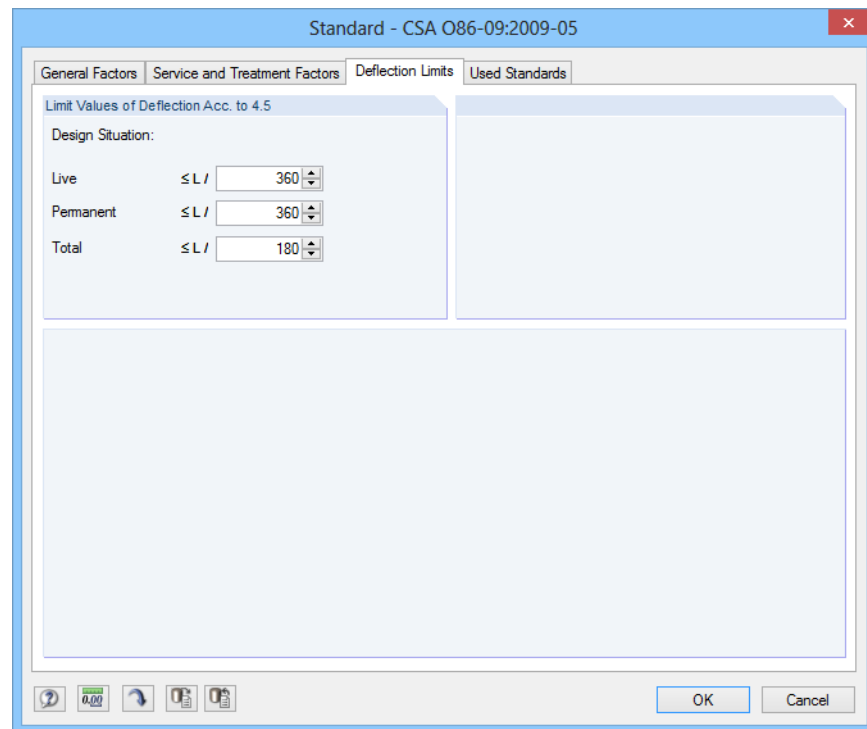 Standard - CSA O86-09:2009-05
General Factors Service and Treatment Factors Deflection Limits Used Standards
Limit Values of Deflection Acc. to 4.5
Design Situation:
Live ≤ L / 360
Permanent ≤ L / 360
Total ≤ L / 180
0.00
OK Cancel